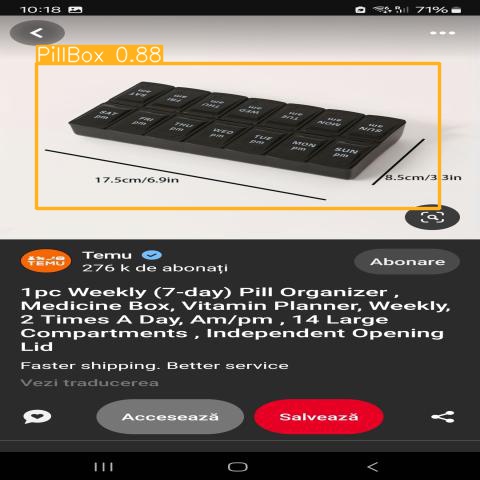 10:18
71%
PillBox 0.88
SAT am
FRI am
THU am
WED am
TUE am
MON am
SUN am
SAT pm
FRI pm
THU pm
WED pm
TUE pm
MON pm
SUN pm
17.5cm/6.9in
8.5cm/3.3in
TEMU
Temu
276 k de abonați
Abonare
1pc Weekly (7-day) Pill Organizer ,
Medicine Box, Vitamin Planner, Weekly,
2 Times A Day, Am/pm , 14 Large
Compartments , Independent Opening
Lid
Faster shipping. Better service
Vezi traducerea
Accesează
Salvează